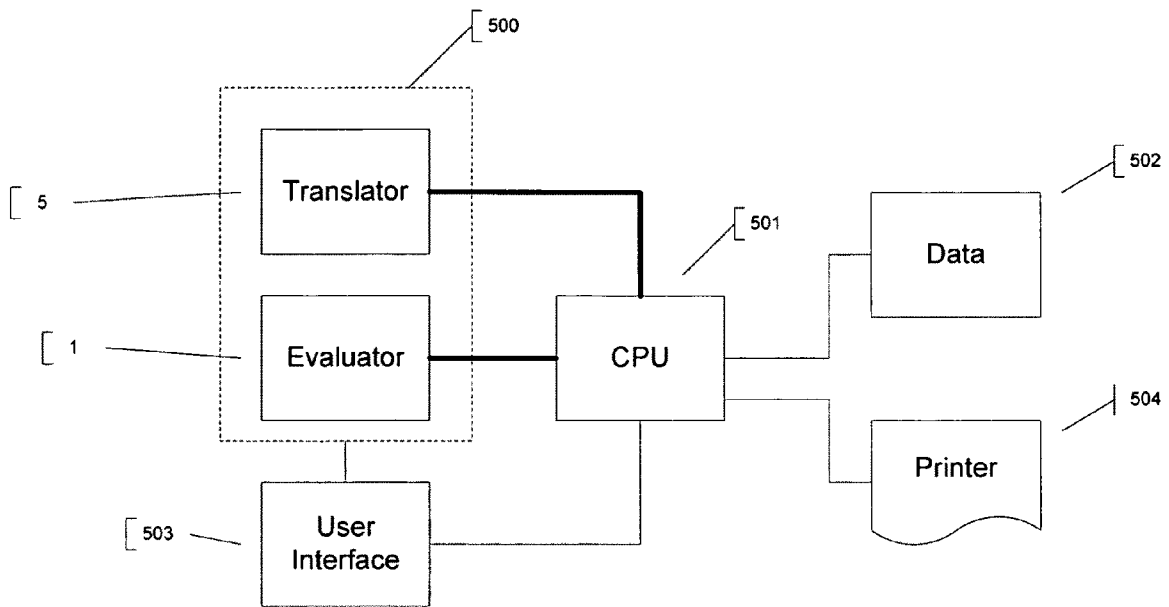 500
Translator
5
502
501
Data
Evaluator
1
CPU
504
Printer
User
Interface
503